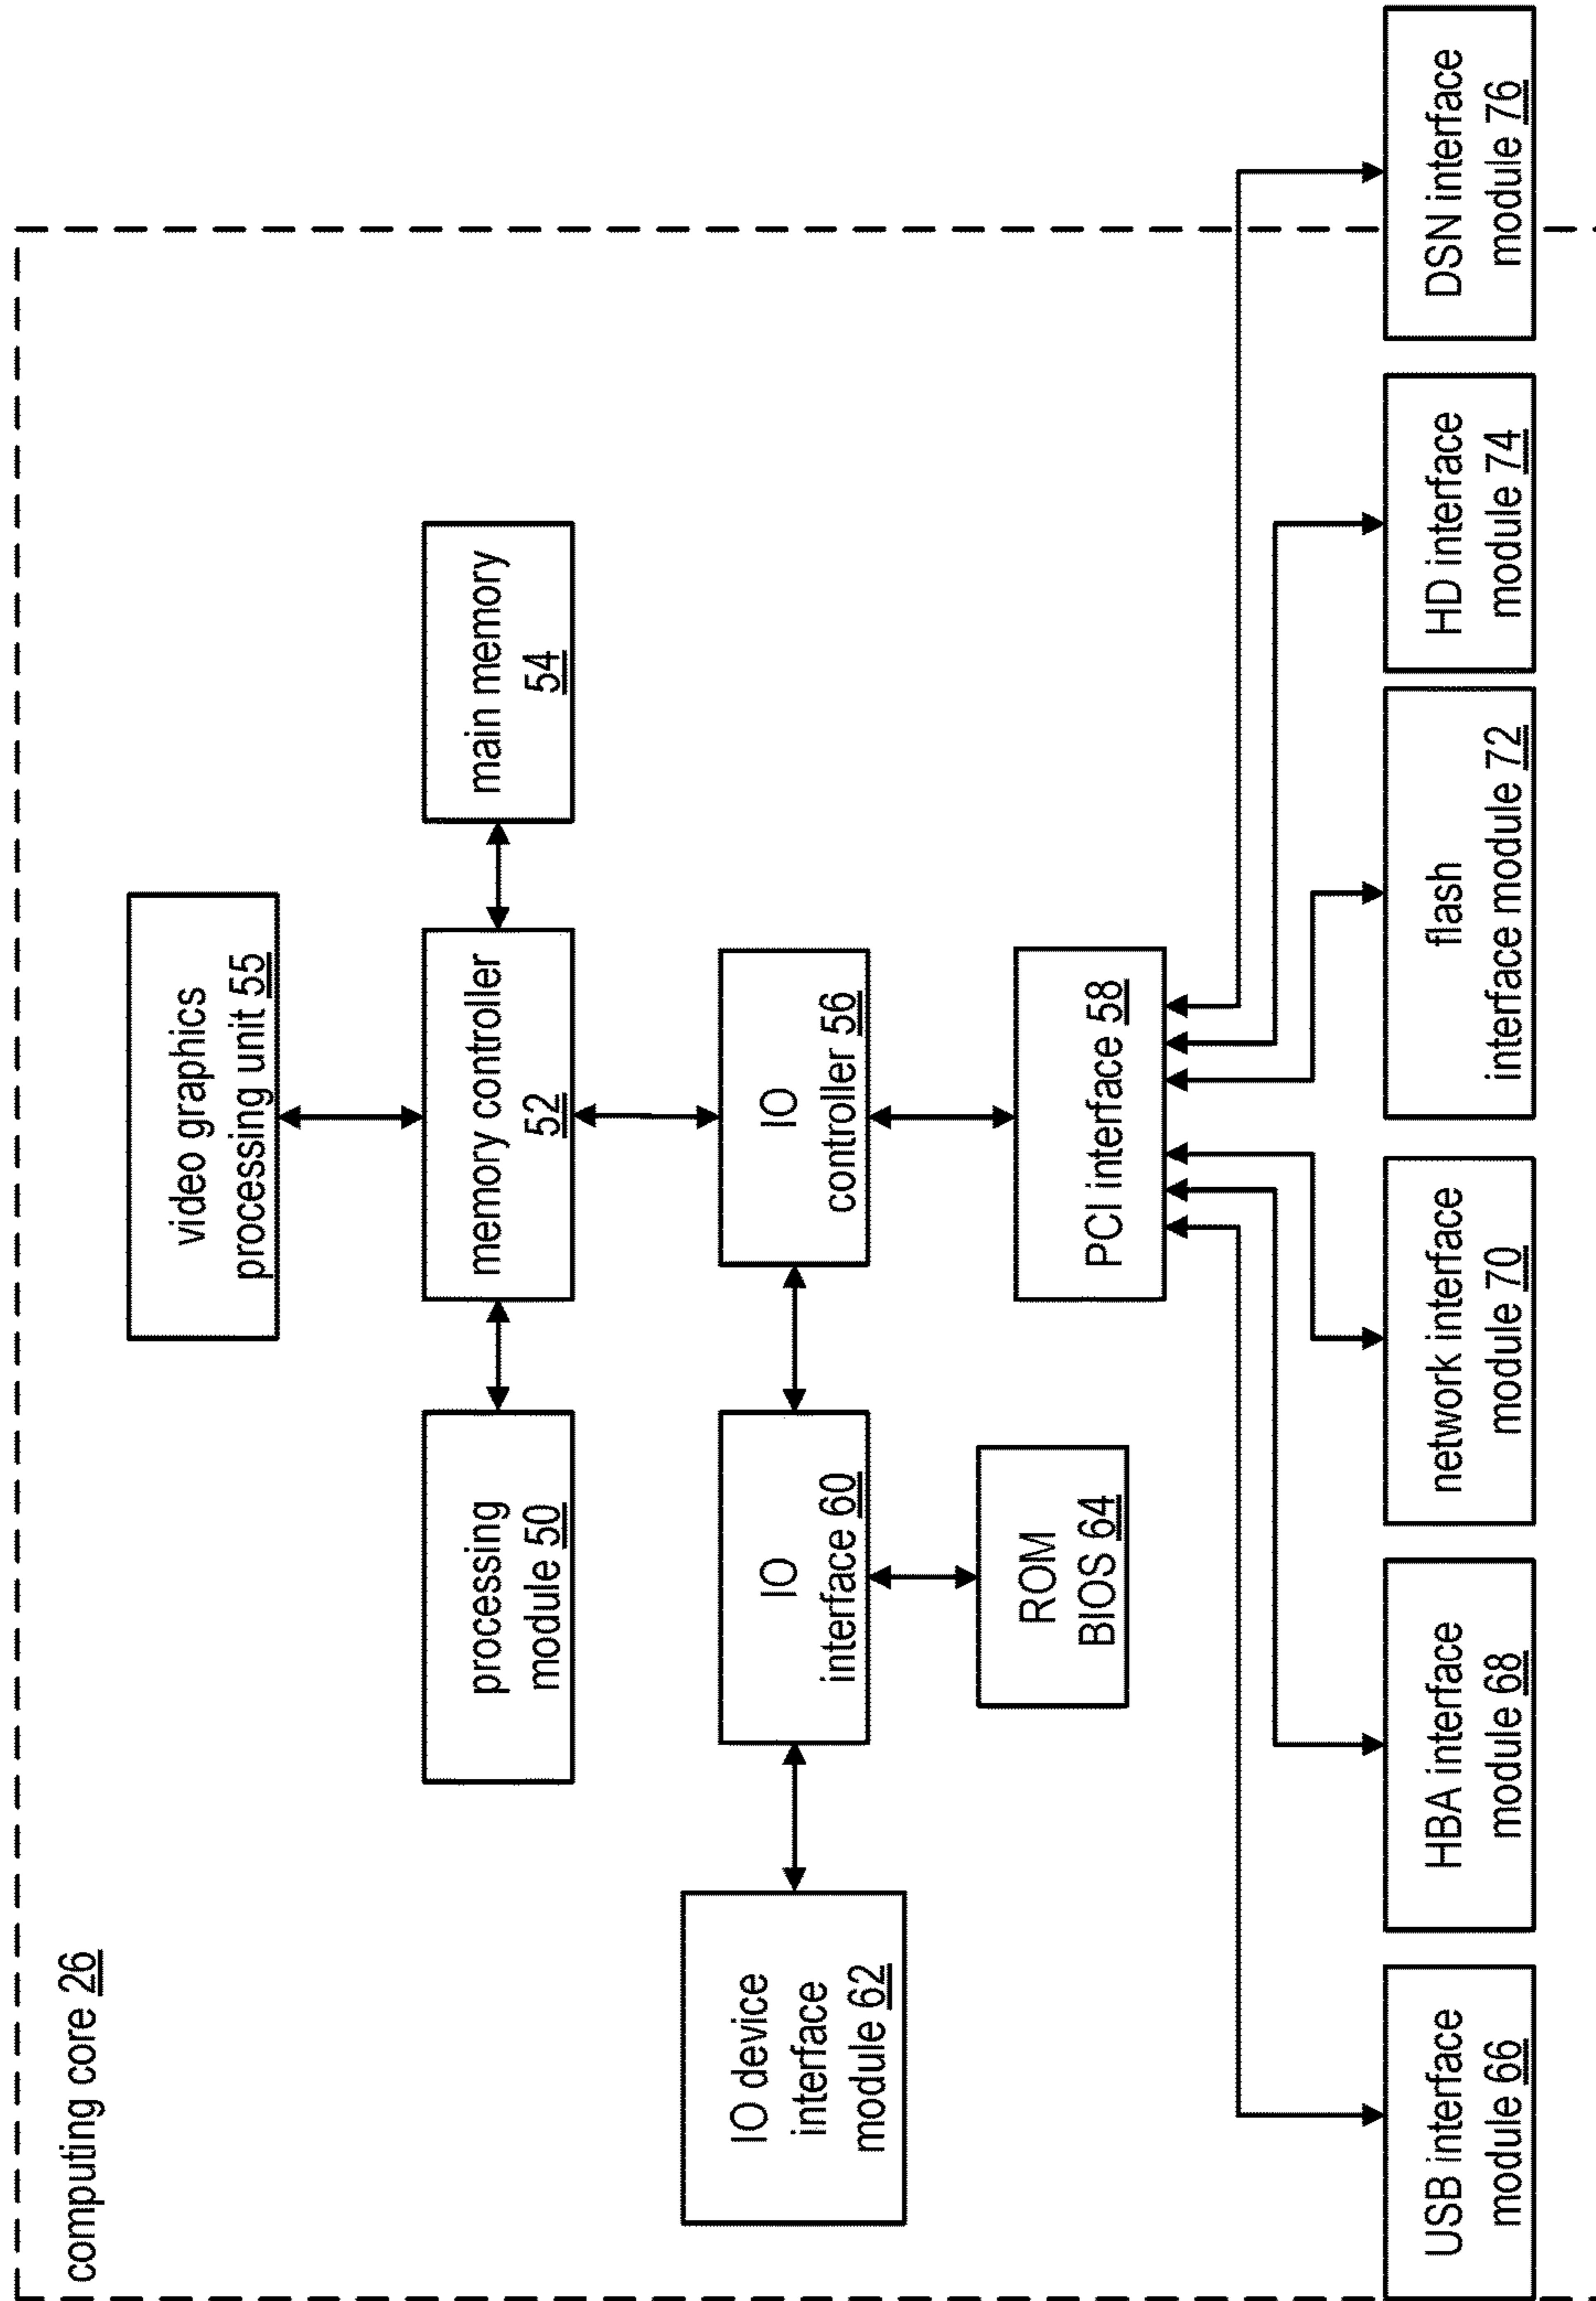 computing core 26
video graphics
processing unit 55
processing
module 50
memory controller
52
main memory
54
IO device
interface
module 62
IO
interface 60
IO
controller 56
ROM
BIOS 64
PCI interface 58
USB interface
module 66
HBA interface
module 68
network interface
module 70
flash
interface module 72
HD interface
module 74
DSN interface
module 76